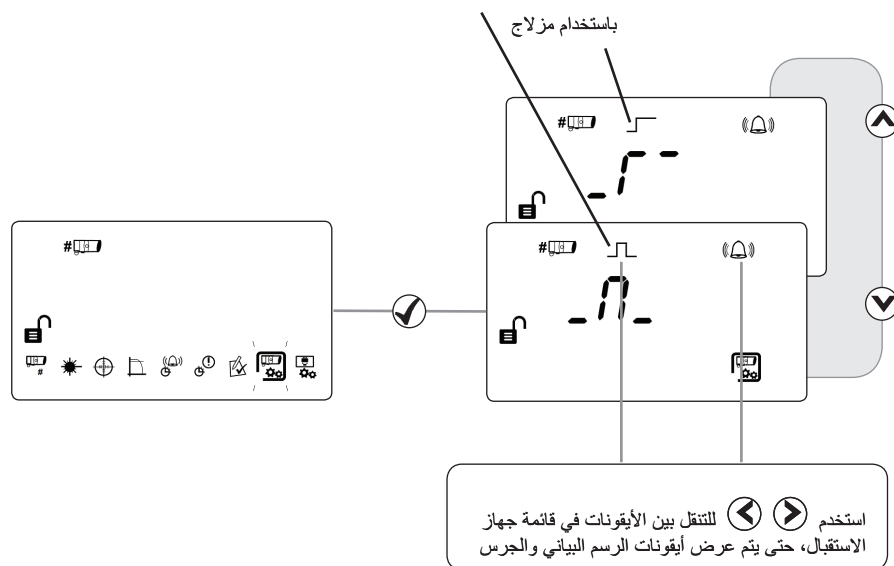 باستخدام مزلاج
#
#
#
#
استخدم للتنقل بين الأيقونات في قائمة جهاز
الاستقبال، حتى يتم عرض أيقونات الرسم البياني والجرس